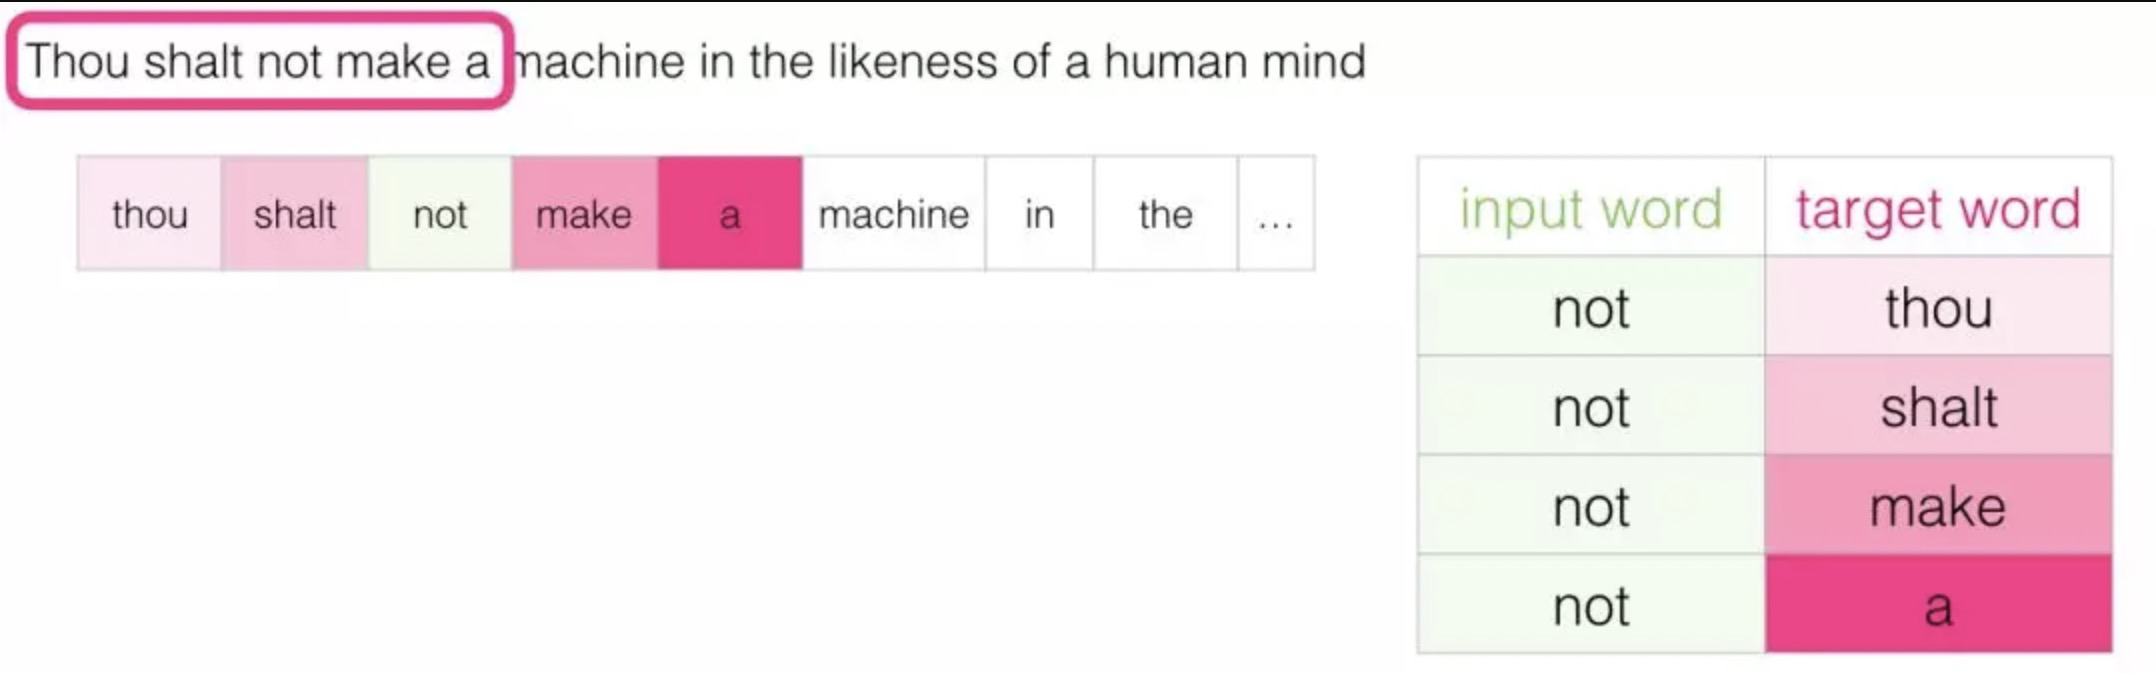 Thou shalt not make a machine in the likeness of a human mind
thou shalt not make a machine in the ...
input word target word
not thou
not shalt
not make
not a